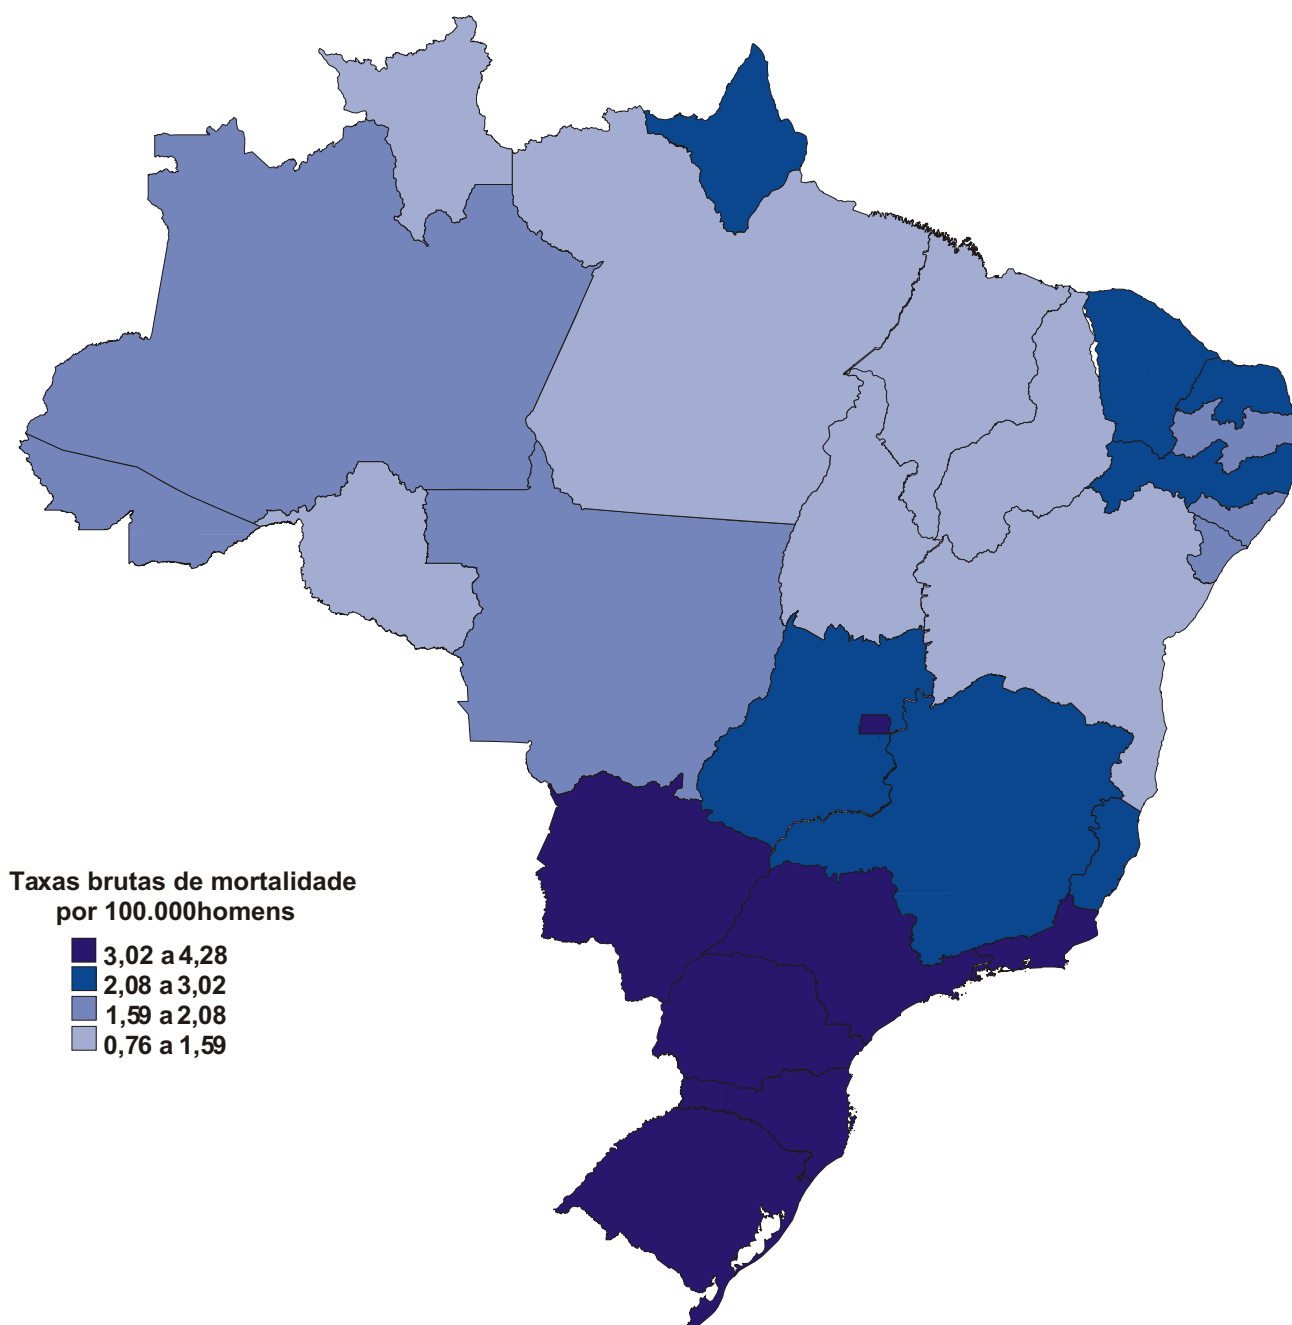 Taxas brutas de mortalidade
por 100.000homens
3,02 a 4,28
2,08 a 3,02
1,59 a 2,08
0,76 a 1,59